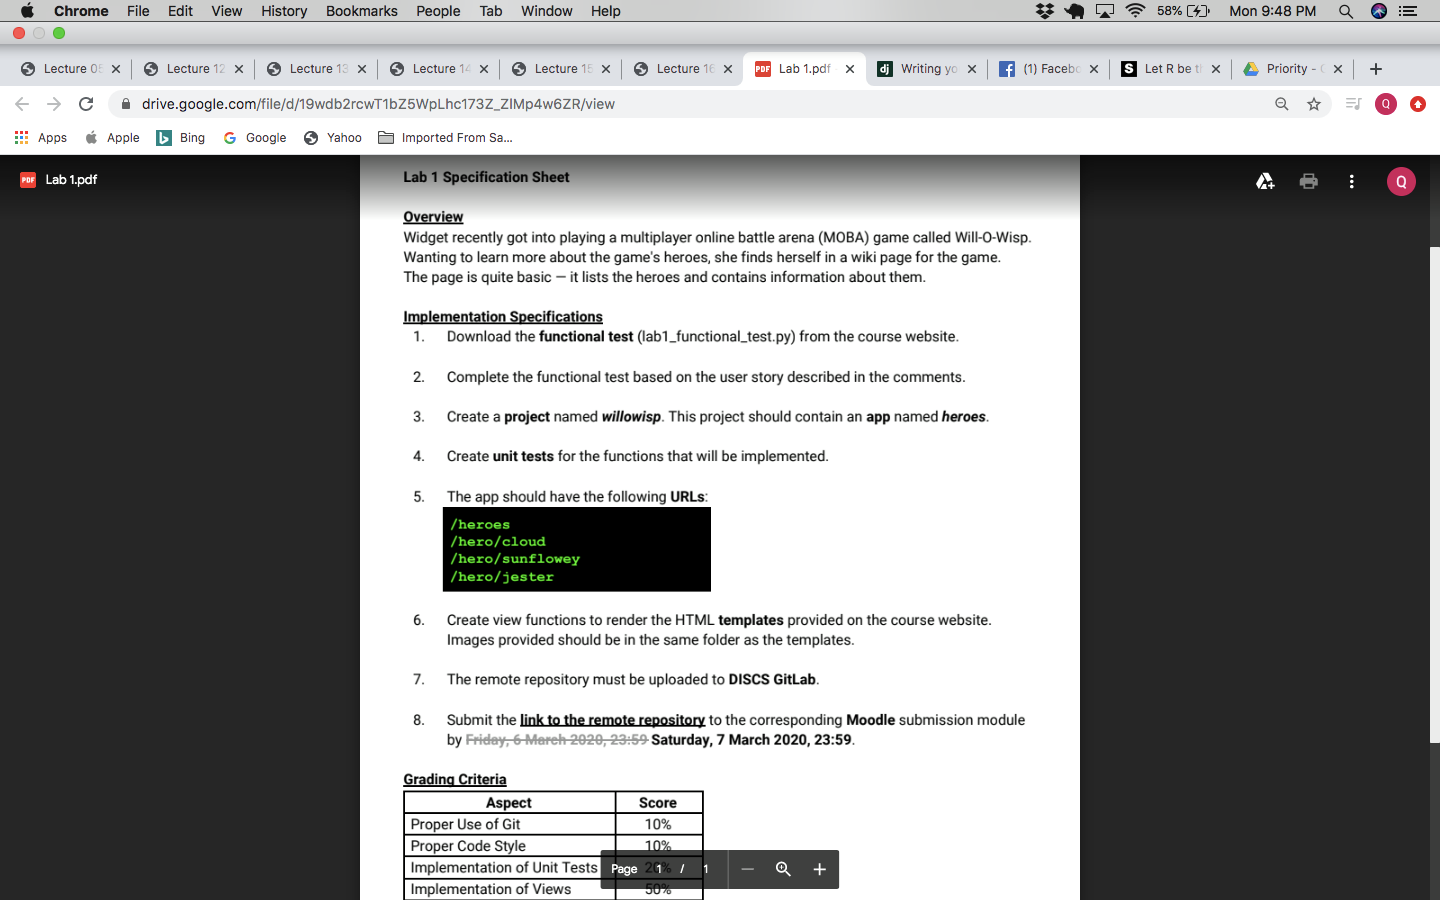 Chrome File Edit View History Bookmarks People Tab Window Help 58% Mon 9:48 PM
Lecture 05 Lecture 12 Lecture 13 Lecture 14 Lecture 15 Lecture 16 PDF Lab 1.pdf dj Writing yo (1) Facebo S Let R be t Priority -
drive.google.com/file/d/19wdb2rcwT1bZ5WpLhc173Z_ZIMp4w6ZR/view Q
Apps Apple Bing Google Yahoo Imported From Sa...
PDF Lab 1.pdf Q
Lab 1 Specification Sheet
Overview
Widget recently got into playing a multiplayer online battle arena (MOBA) game called Will-O-Wisp.
Wanting to learn more about the game's heroes, she finds herself in a wiki page for the game.
The page is quite basic — it lists the heroes and contains information about them.
Implementation Specifications
1. Download the functional test (lab1_functional_test.py) from the course website.
2. Complete the functional test based on the user story described in the comments.
3. Create a project named willowisp. This project should contain an app named heroes.
4. Create unit tests for the functions that will be implemented.
5. The app should have the following URLs:
/heroes
/hero/cloud
/hero/sunflowey
/hero/jester
6. Create view functions to render the HTML templates provided on the course website.
Images provided should be in the same folder as the templates.
7. The remote repository must be uploaded to DISCS GitLab.
8. Submit the link to the remote repository to the corresponding Moodle submission module
by Friday, 6 March 2020, 23:59 Saturday, 7 March 2020, 23:59.
Grading Criteria
Aspect Score
Proper Use of Git 10%
Proper Code Style 10%
Implementation of Unit Tests 20%
Page 1 / 1
Implementation of Views 50%